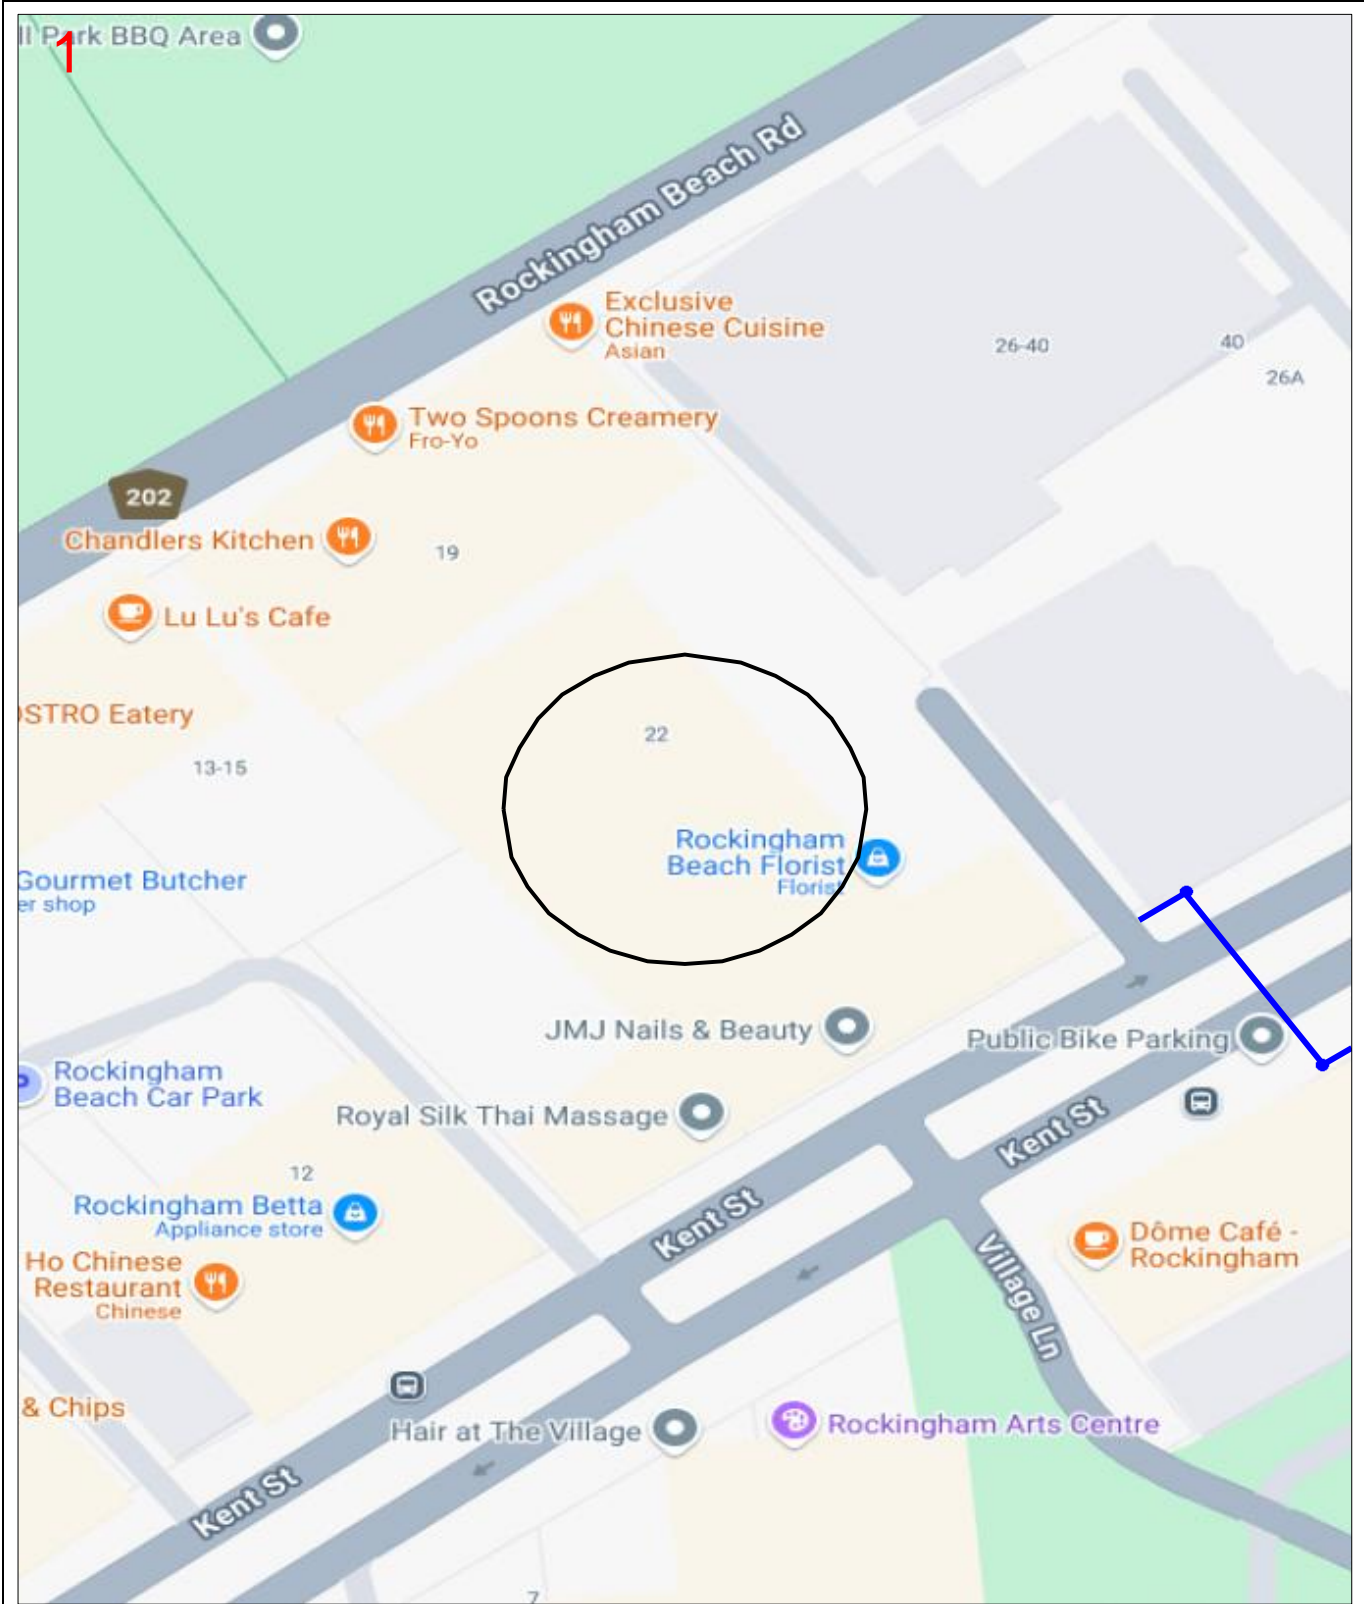 ll Park BBQ Area
1
Rockingham Beach Rd
Exclusive
Chinese Cuisine
Asian
26-40
40
26A
Two Spoons Creamery
Fro-Yo
202
Chandlers Kitchen
19
Lu Lu's Cafe
OSTRO Eatery
22
13-15
Rockingham
Beach Florist
Florist
Gourmet Butcher
er shop
JMJ Nails & Beauty
Public Bike Parking
Rockingham
Beach Car Park
Royal Silk Thai Massage
Kent St
12
Rockingham Betta
Appliance store
Kent St
Village Ln
Dôme Café -
Rockingham
Ho Chinese
Restaurant
Chinese
& Chips
Hair at The Village
Rockingham Arts Centre
Kent St
7